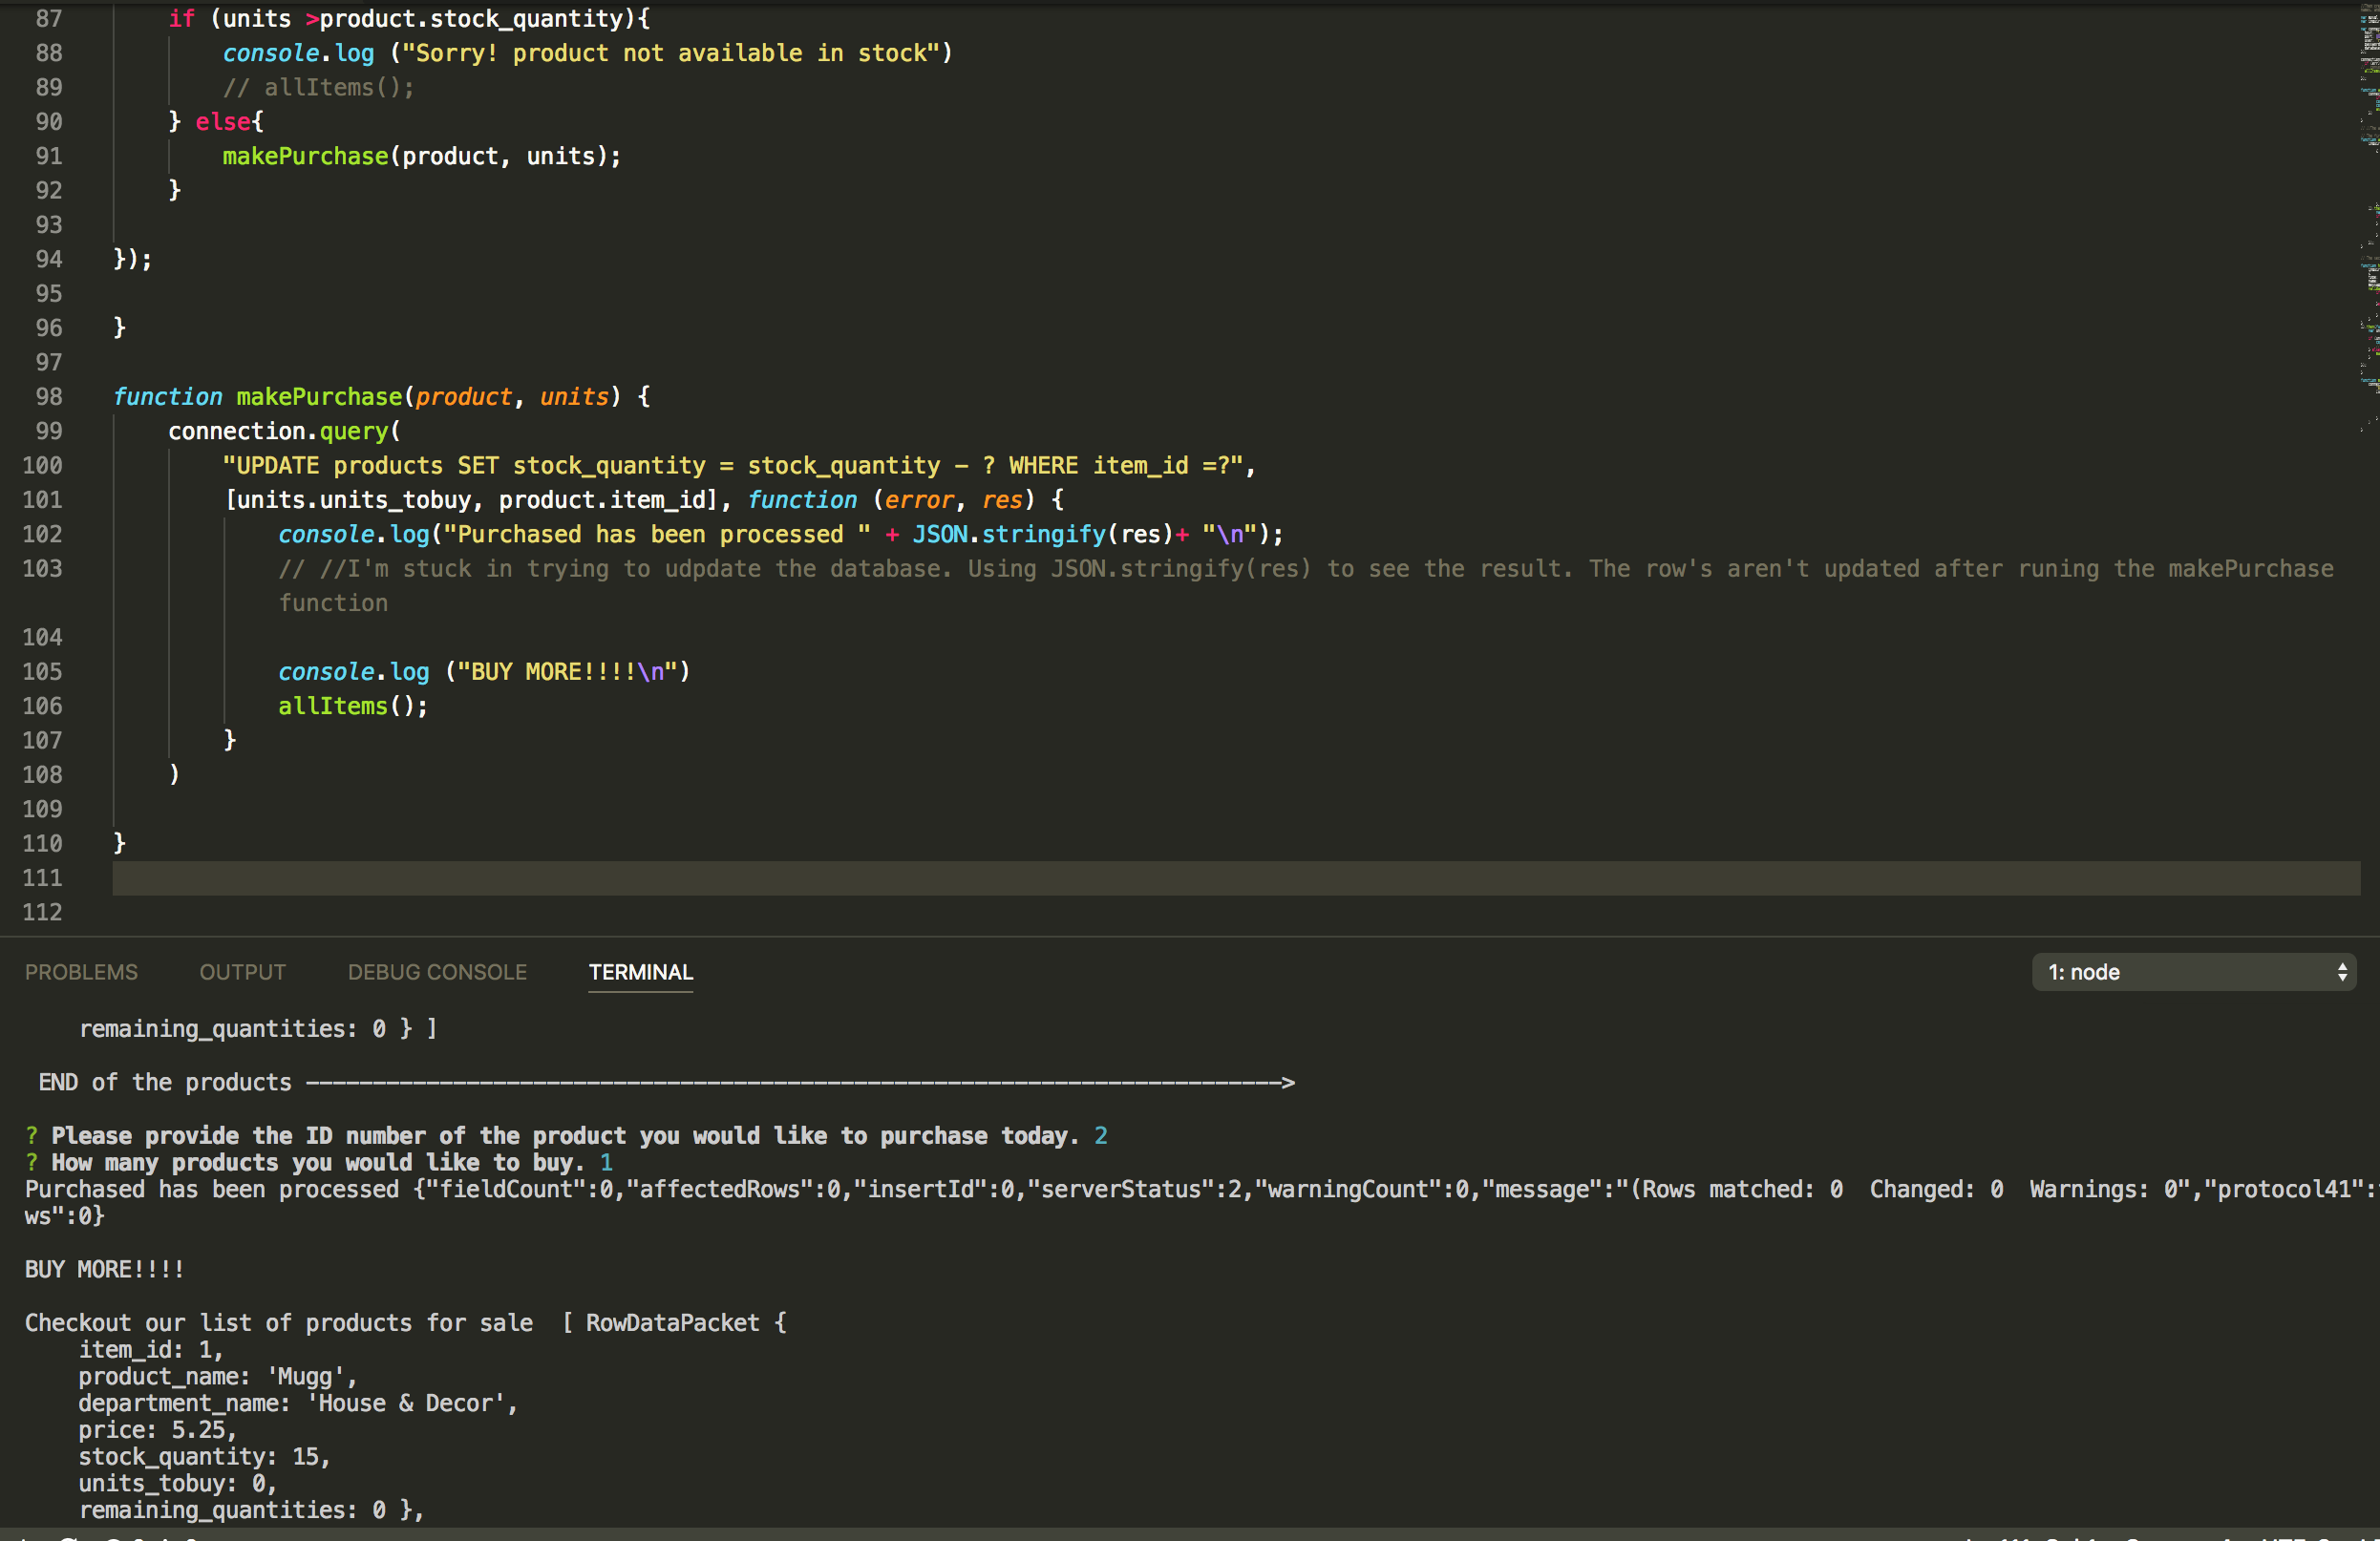 87 if (units >product.stock_quantity){
88 console.log ("Sorry! product not available in stock")
89 // allItems();
90 } else{
91 makePurchase(product, units);
92 }
93
94 });
95
96 }
97
98 function makePurchase(product, units) {
99 connection.query(
100 "UPDATE products SET stock_quantity = stock_quantity - ? WHERE item_id =?",
101 [units.units_tobuy, product.item_id], function (error, res) {
102 console.log("Purchased has been processed " + JSON.stringify(res)+ "\n");
103 // //I'm stuck in trying to udpdate the database. Using JSON.stringify(res) to see the result. The row's aren't updated after runing the makePurchase
function
104
105 console.log ("BUY MORE!!!!\n")
106 allItems();
107 }
108 )
109
110 }
111
112
PROBLEMS OUTPUT DEBUG CONSOLE TERMINAL 1: node
remaining_quantities: 0 } ]
END of the products ------------------------------------------------------------------------->
? Please provide the ID number of the product you would like to purchase today. 2
? How many products you would like to buy. 1
Purchased has been processed {"fieldCount":0,"affectedRows":0,"insertId":0,"serverStatus":2,"warningCount":0,"message":"(Rows matched: 0 Changed: 0 Warnings: 0","protocol41":
ws":0}
BUY MORE!!!!
Checkout our list of products for sale [ RowDataPacket {
item_id: 1,
product_name: 'Mugg',
department_name: 'House & Decor',
price: 5.25,
stock_quantity: 15,
units_tobuy: 0,
remaining_quantities: 0 },